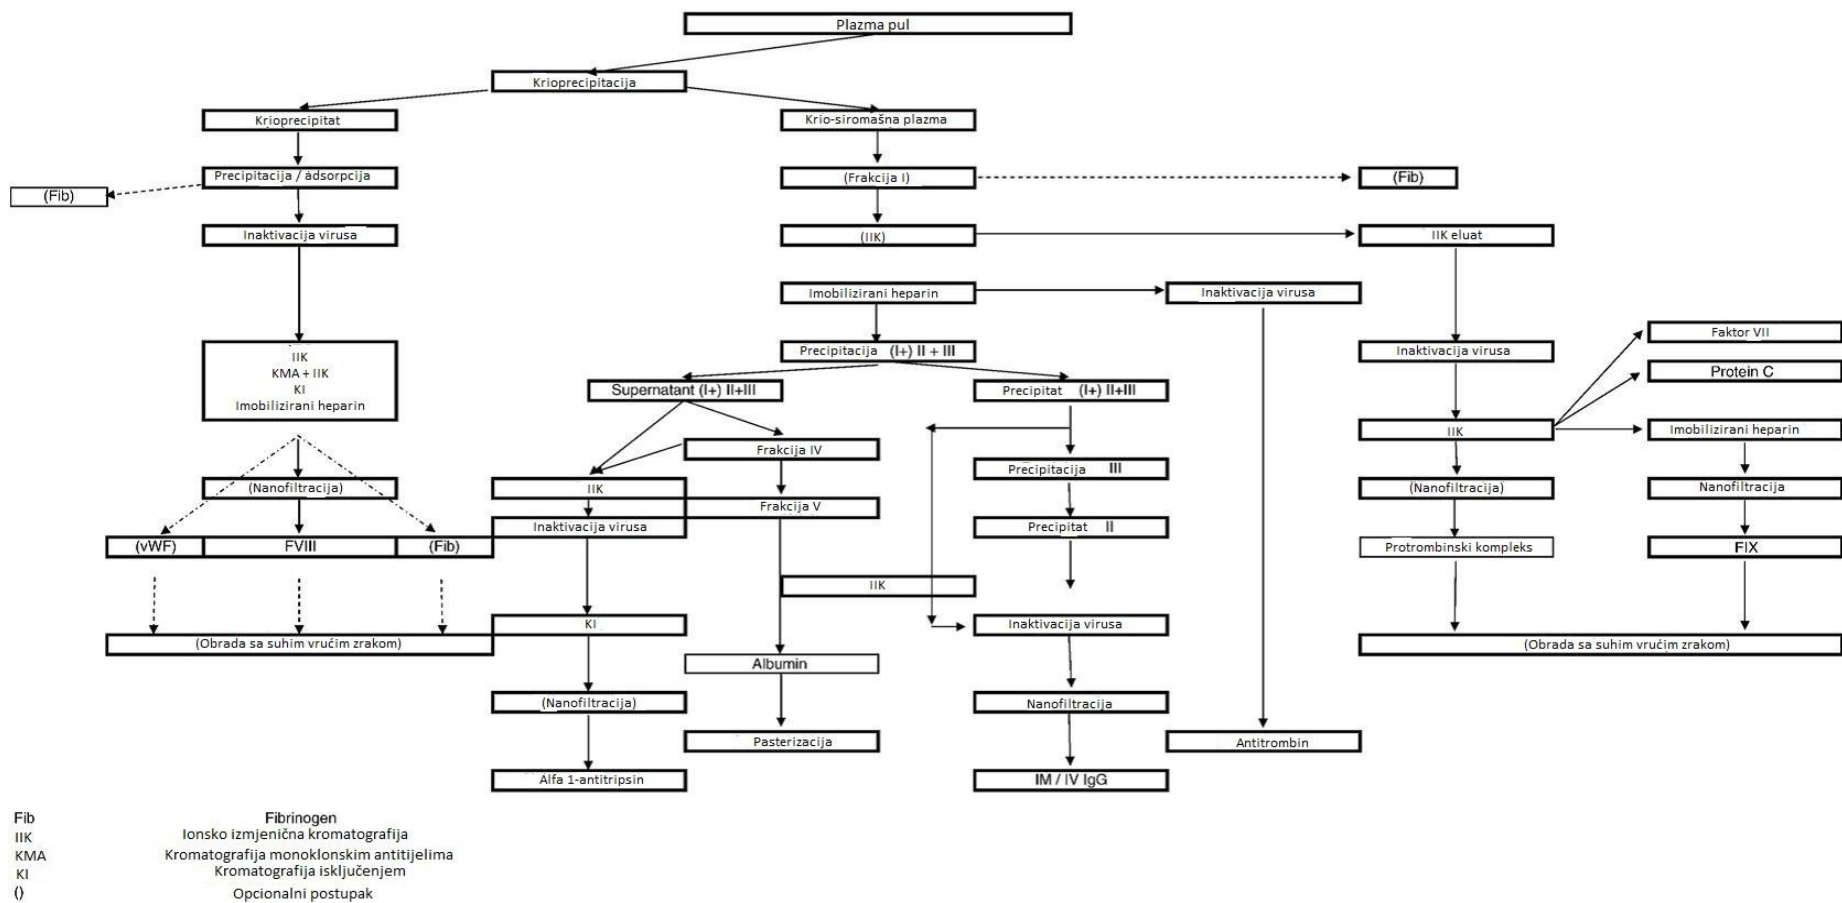 Plazma pul
Krioprecipitacija
Krioprecipitat
Krio-siromašna plazma
Precipitacija / adsorpcija
(Frakcija I)
(Fib)
(Fib)
Inaktivacija virusa
(IIK)
IIK eluat
Imobilizirani heparin
Inaktivacija virusa
Faktor VII
IIK
KMA + IIK
KI
Imobilizirani heparin
Precipitacija (I+) II + III
Inaktivacija virusa
Protein C
Supernatant (I+) II+III
Precipitat (I+) II+III
IIK
Imobilizirani heparin
Frakcija IV
Precipitacija III
(Nanofiltracija)
IIK
(Nanofiltracija)
Nanofiltracija
Frakcija V
Inaktivacija virusa
Precipitat II
(vWF)
FVIII
(Fib)
Protrombinski kompleks
FIX
IIK
KI
Inaktivacija virusa
(Obrada sa suhim vrućim zrakom)
(Obrada sa suhim vrućim zrakom)
Albumin
(Nanofiltracija)
Nanofiltracija
Pasterizacija
Antitrombin
Alfa 1-antitripsin
IM / IV IgG
Fib Fibrinogen
IIK Ionsko izmjenična kromatografija
KMA Kromatografija monoklonskim antitijelima
KI Kromatografija isključenjem
() Opcionalni postupak